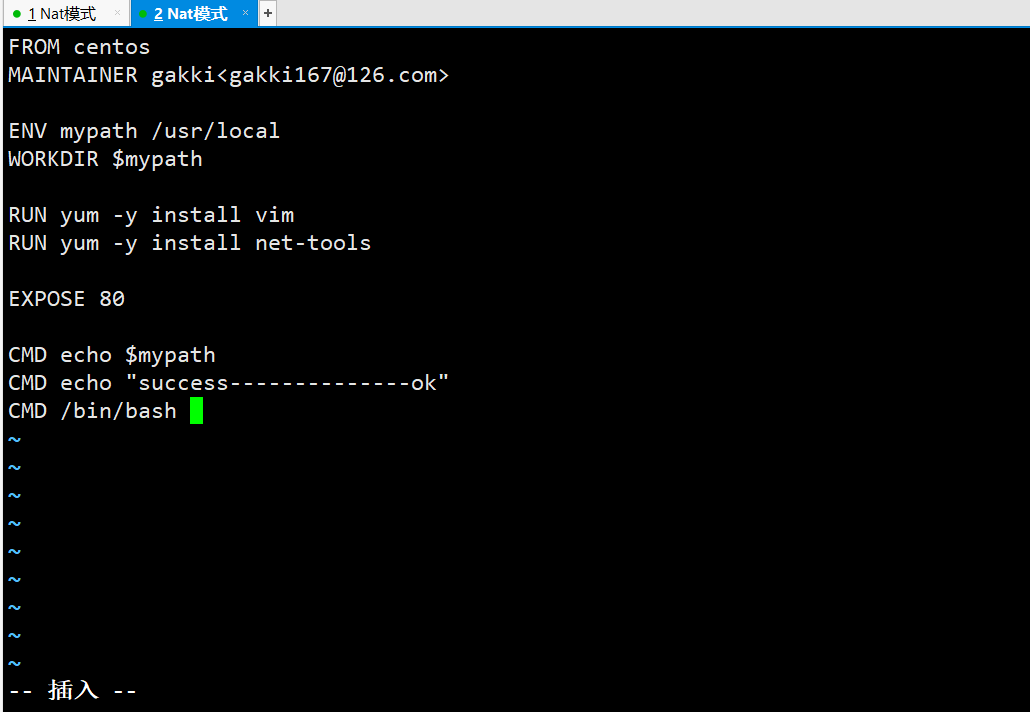 1 Nat模式 × 2 Nat模式 × +
FROM centos
MAINTAINER gakki<gakki167@126.com>
ENV mypath /usr/local
WORKDIR $mypath
RUN yum -y install vim
RUN yum -y install net-tools
EXPOSE 80
CMD echo $mypath
CMD echo "success--------------ok"
CMD /bin/bash
~
~
~
~
~
~
~
~
~
-- 插入 --